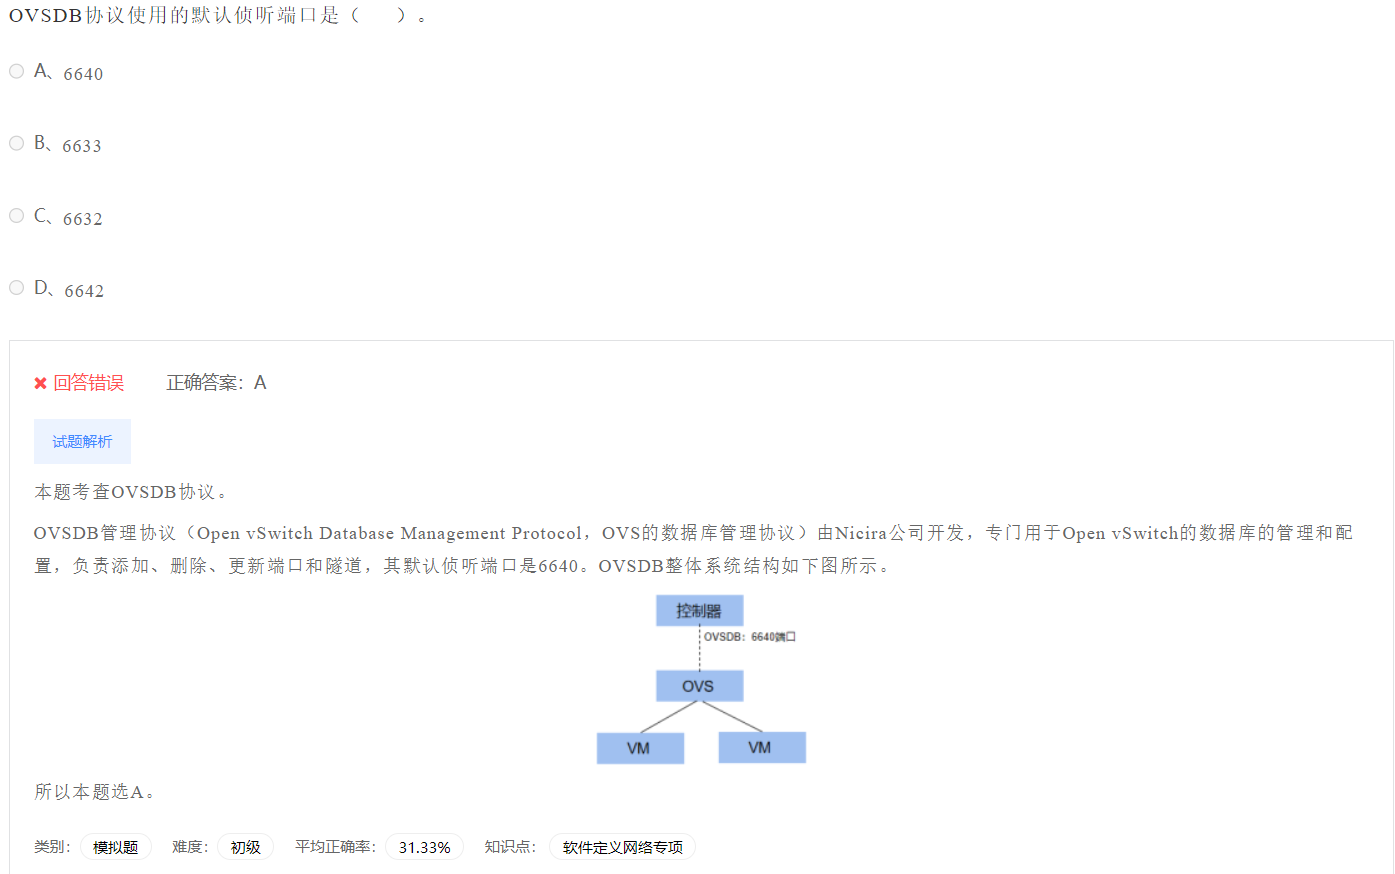 OVSDB协议使用的默认侦听端口是（ ）。
A、6640
B、6633
C、6632
D、6642
回答错误 正确答案：A
试题解析
本题考查OVSDB协议。
OVSDB管理协议（Open vSwitch Database Management Protocol，OVS的数据库管理协议）由Nicira公司开发，专门用于Open vSwitch的数据库的管理和配
置，负责添加、删除、更新端口和隧道，其默认侦听端口是6640。OVSDB整体系统结构如下图所示。
控制器
OVSDB：6640端口
OVS
VM VM
所以本题选A。
类别： 模拟题 难度： 初级 平均正确率： 31.33% 知识点： 软件定义网络专项